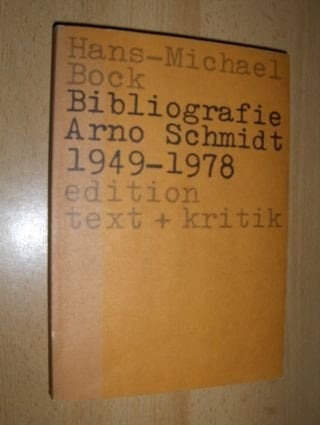 Hans-Michael
Bock
Bibliografie
Arno Schmidt
1949-1978
edition
text + kritik